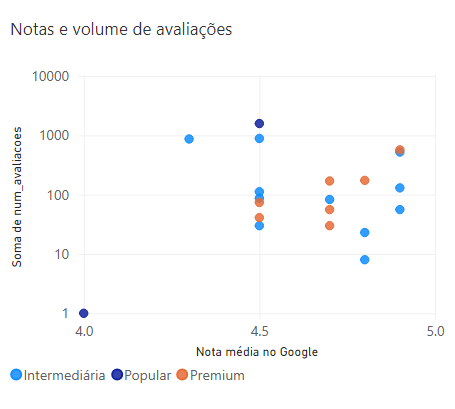 Notas e volume de avaliações
10000
1000
100
10
1
Soma de num_avaliacoes
4.0 4.5 5.0
Nota média no Google
Intermediária Popular Premium